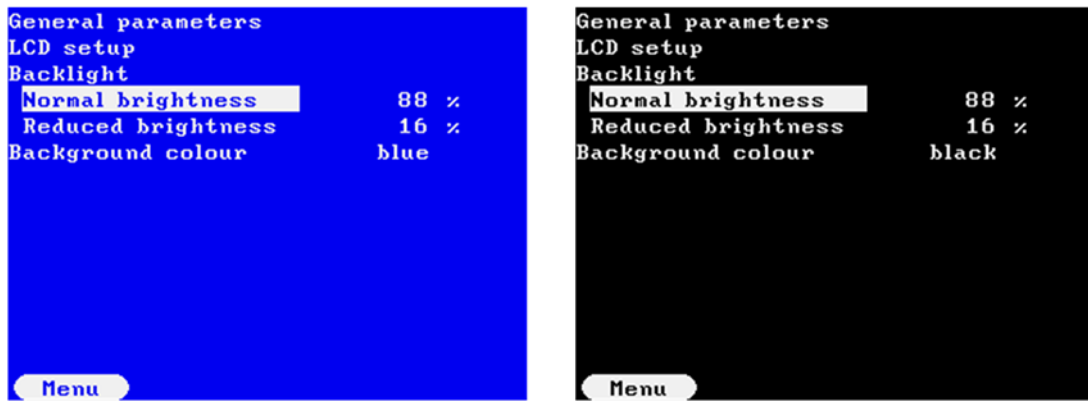 General parameters
LCD setup
Backlight
Normal brightness 88 %
Reduced brightness 16 %
Background colour blue
Menu
General parameters
LCD setup
Backlight
Normal brightness 88 %
Reduced brightness 16 %
Background colour black
Menu